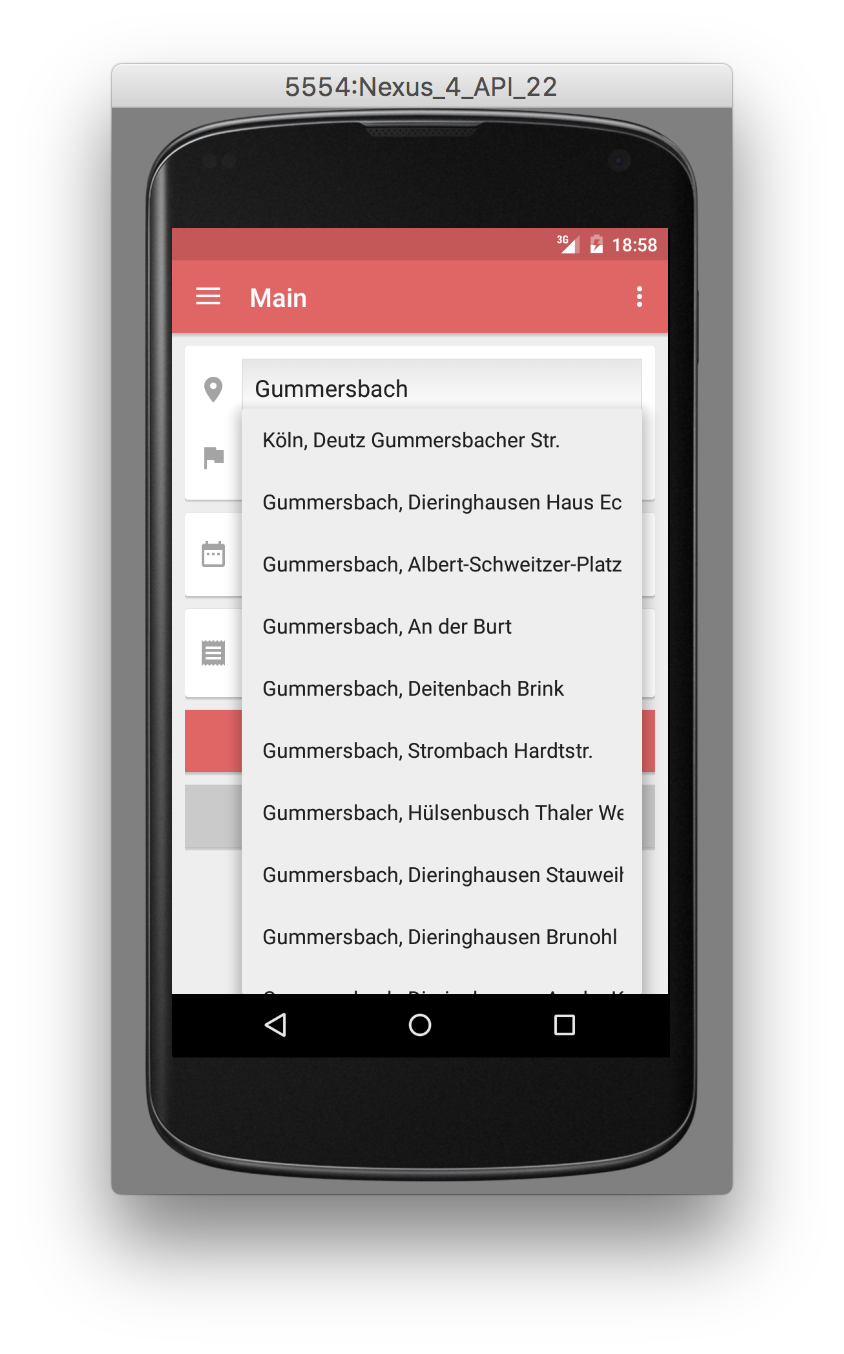 5554:Nexus_4_API_22
3G 18:58
Main
Gummersbach
Köln, Deutz Gummersbacher Str.
Gummersbach, Dieringhausen Haus Ec
Gummersbach, Albert-Schweitzer-Platz
Gummersbach, An der Burt
Gummersbach, Deitenbach Brink
Gummersbach, Strombach Hardtstr.
Gummersbach, Hülsenbusch Thaler We
Gummersbach, Dieringhausen Stauweih
Gummersbach, Dieringhausen Brunohl